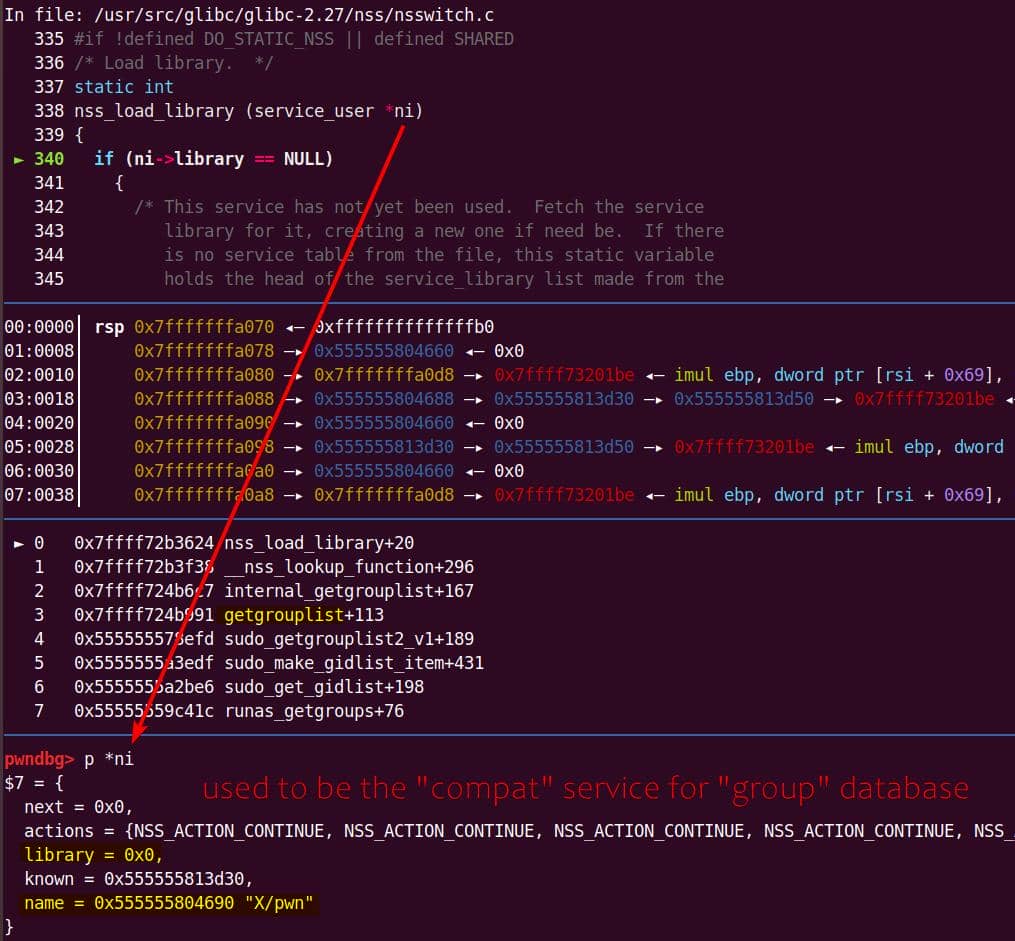 In file: /usr/src/glibc/glibc-2.27/nss/nsswitch.c
335 #if !defined DO_STATIC_NSS || defined SHARED
336 /* Load library.  */
337 static int
338 nss_load_library (service_user *ni)
339 {
► 340   if (ni->library == NULL)
341     {
342       /* This service has not yet been used.  Fetch the service
343          library for it, creating a new one if need be.  If there
344          is no service table from the file, this static variable
345          holds the head of the service_library list made from the
00:0000│ rsp 0x7fffffffa070 ◂— 0xffffffffffffffb0
01:0008│     0x7fffffffa078 —▸ 0x555555804660 ◂— 0x0
02:0010│     0x7fffffffa080 —▸ 0x7fffffffa0d8 —▸ 0x7ffff73201be ◂— imul ebp, dword ptr [rsi + 0x69],
03:0018│     0x7fffffffa088 —▸ 0x555555804688 —▸ 0x555555813d30 —▸ 0x555555813d50 —▸ 0x7ffff73201be ◂
04:0020│     0x7fffffffa090 —▸ 0x555555804660 ◂— 0x0
05:0028│     0x7fffffffa098 —▸ 0x555555813d30 —▸ 0x555555813d50 —▸ 0x7ffff73201be ◂— imul ebp, dword
06:0030│     0x7fffffffa0a0 —▸ 0x555555804660 ◂— 0x0
07:0038│     0x7fffffffa0a8 —▸ 0x7fffffffa0d8 —▸ 0x7ffff73201be ◂— imul ebp, dword ptr [rsi + 0x69],
► 0   0x7ffff72b3624 nss_load_library+20
1   0x7ffff72b3f38 __nss_lookup_function+296
2   0x7ffff724b6c7 internal_getgrouplist+167
3   0x7ffff724b991 getgrouplist+113
4   0x555555578efd sudo_getgrouplist2_v1+189
5   0x5555555a3edf sudo_make_gidlist_item+431
6   0x5555555a2be6 sudo_get_gidlist+198
7   0x55555559c41c runas_getgroups+76
pwndbg> p *ni
$7 = {
used to be the "compat" service for "group" database
next = 0x0,
actions = {NSS_ACTION_CONTINUE, NSS_ACTION_CONTINUE, NSS_ACTION_CONTINUE, NSS_ACTION_CONTINUE, NSS_
library = 0x0,
known = 0x555555813d30,
name = 0x555555804690 "X/pwn"
}